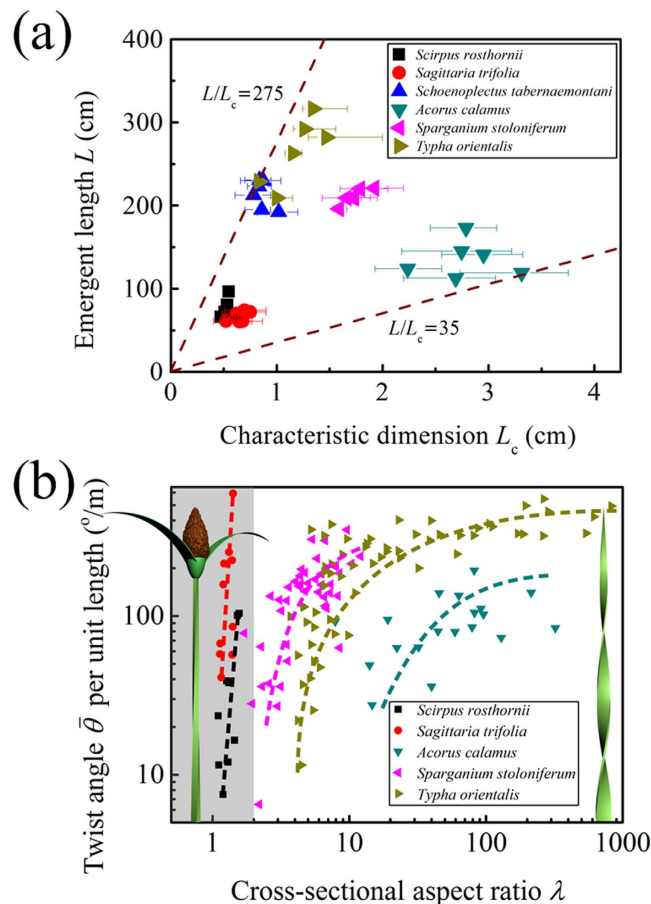 (a)
400
300
200
100
0
Emergent length L (cm)
L/Lc=275
Scirpus rosthornii
Sagittaria trifolia
Schoenoplectus tabernaemontani
Acorus calamus
Sparganium stoloniferum
Typha orientalis
L/Lc=35
0 1 2 3 4
Characteristic dimension Lc (cm)
(b)
Twist angle θ̄ per unit length (°/m)
100
10
Scirpus rosthornii
Sagittaria trifolia
Acorus calamus
Sparganium stoloniferum
Typha orientalis
1 10 100 1000
Cross-sectional aspect ratio λ